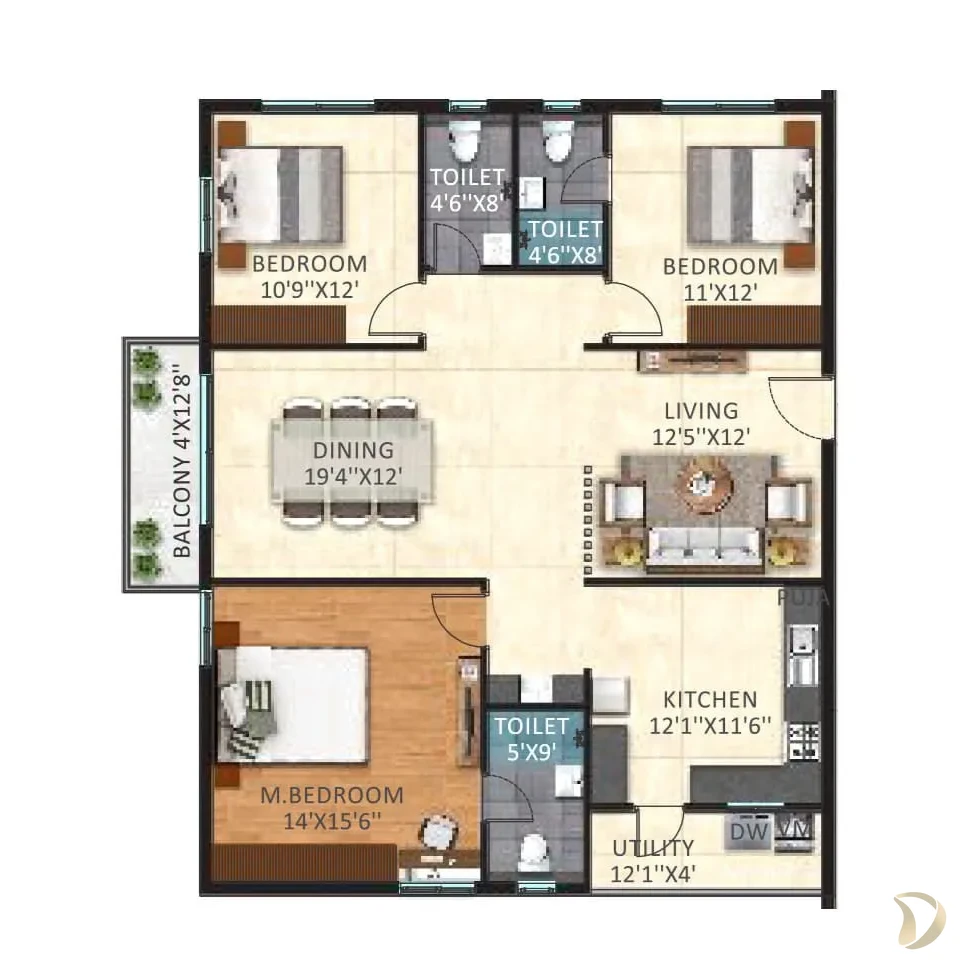 TOILET
4'6''X8'
TOILET
4'6''X8'
BEDROOM
10'9''X12'
BEDROOM
11'X12'
BALCONY 4'X12'8''
LIVING
12'5''X12'
DINING
19'4''X12'
PUJA
KITCHEN
12'1''X11'6''
TOILET
5'X9'
M.BEDROOM
14'X15'6''
DW
VM
UTILITY
12'1''X4'